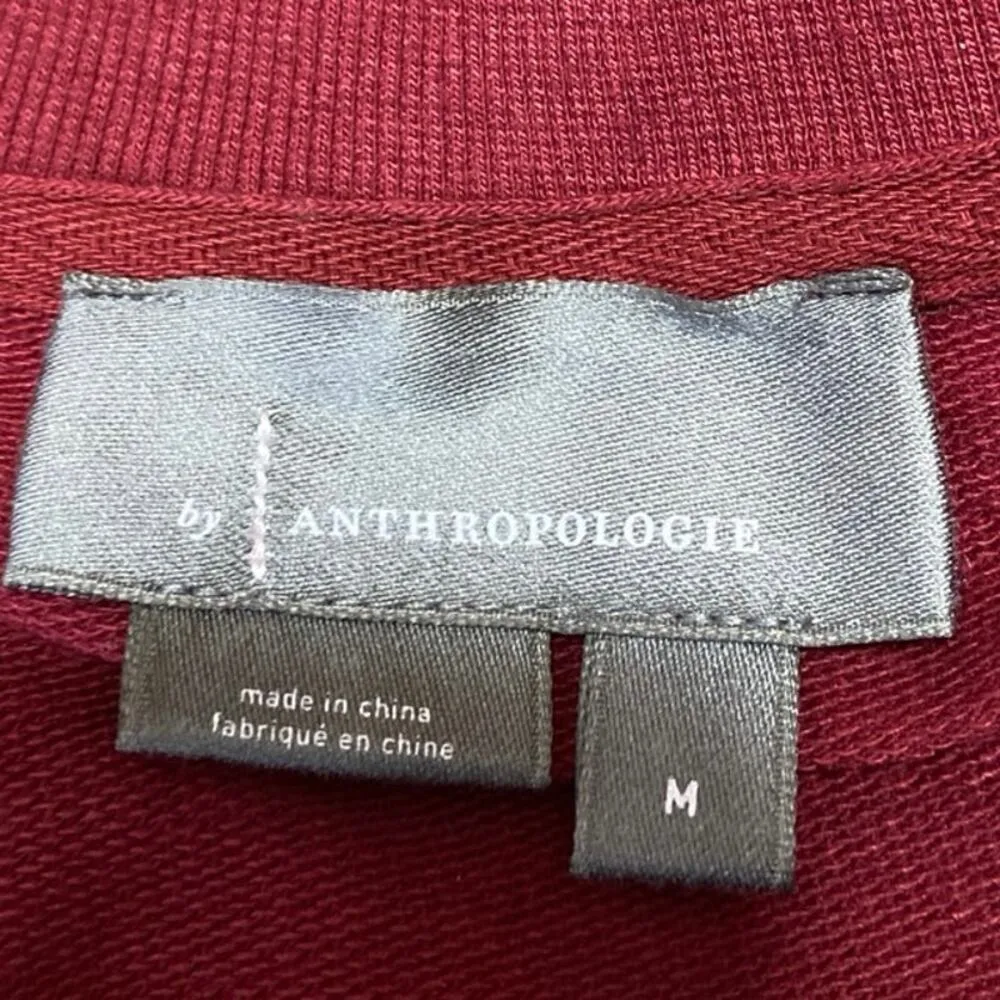 by ANTHROPOLOGIE
made in china
fabriqué en chine
M